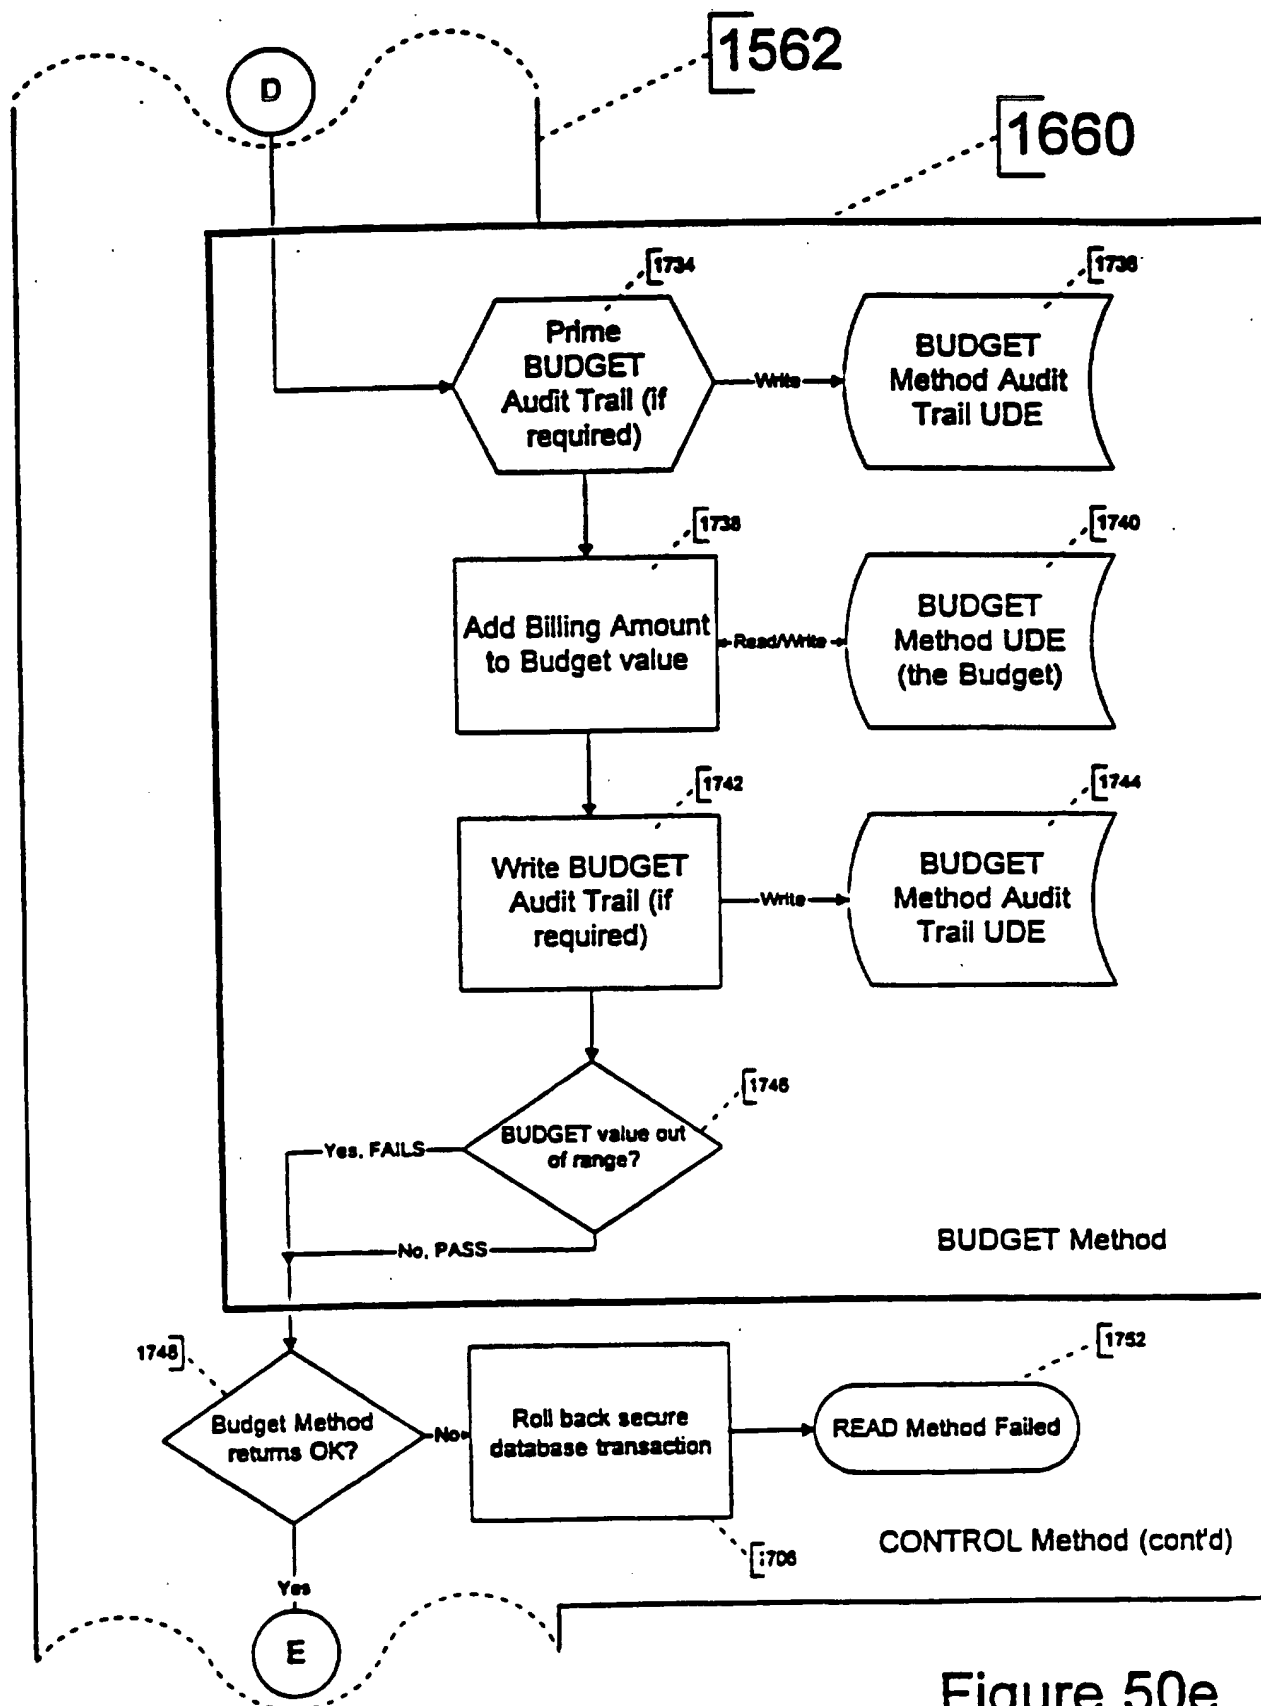 1562
D
1660
1734
1736
Prime
BUDGET
Audit Trail (if
required)
Write
BUDGET
Method Audit
Trail UDE
1738
1740
Add Billing Amount
to Budget value
Read/Write
BUDGET
Method UDE
(the Budget)
1742
1744
Write BUDGET
Audit Trail (if
required)
Write
BUDGET
Method Audit
Trail UDE
1746
BUDGET value out
of range?
Yes, FAILS
No, PASS
BUDGET Method
1748
1752
Budget Method
returns OK?
No
Roll back secure
database transaction
READ Method Failed
CONTROL Method (cont'd)
Yes
E
Figure 50e